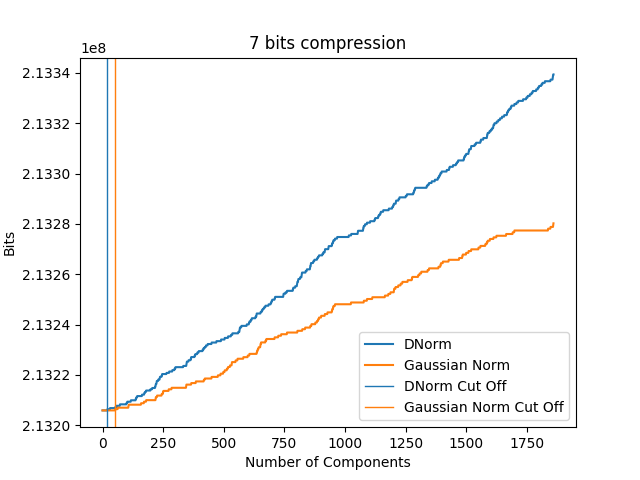 7 bits compression
1e8
2.1334
2.1332
2.1330
2.1328
2.1326
2.1324
2.1322
2.1320
Bits
0 250 500 750 1000 1250 1500 1750
Number of Components
DNorm
Gaussian Norm
DNorm Cut Off
Gaussian Norm Cut Off